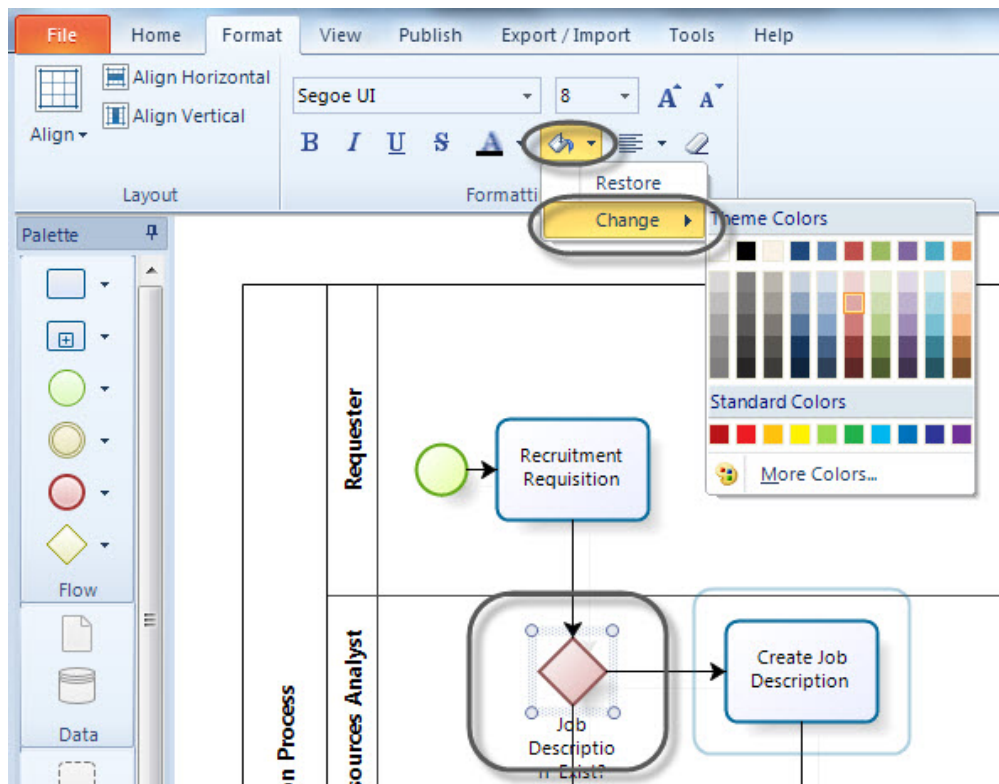 File Home Format View Publish Export / Import Tools Help
Align Horizontal
Align Vertical
Align
Layout
Segoe UI
8
A A
B I U S A
Formatti
Restore
Change
Theme Colors
Standard Colors
More Colors...
Palette
Flow
Data
Requester
Recruitment
Requisition
Create Job
Description
Job
Descriptio
n Exist?
n Process
sources Analyst